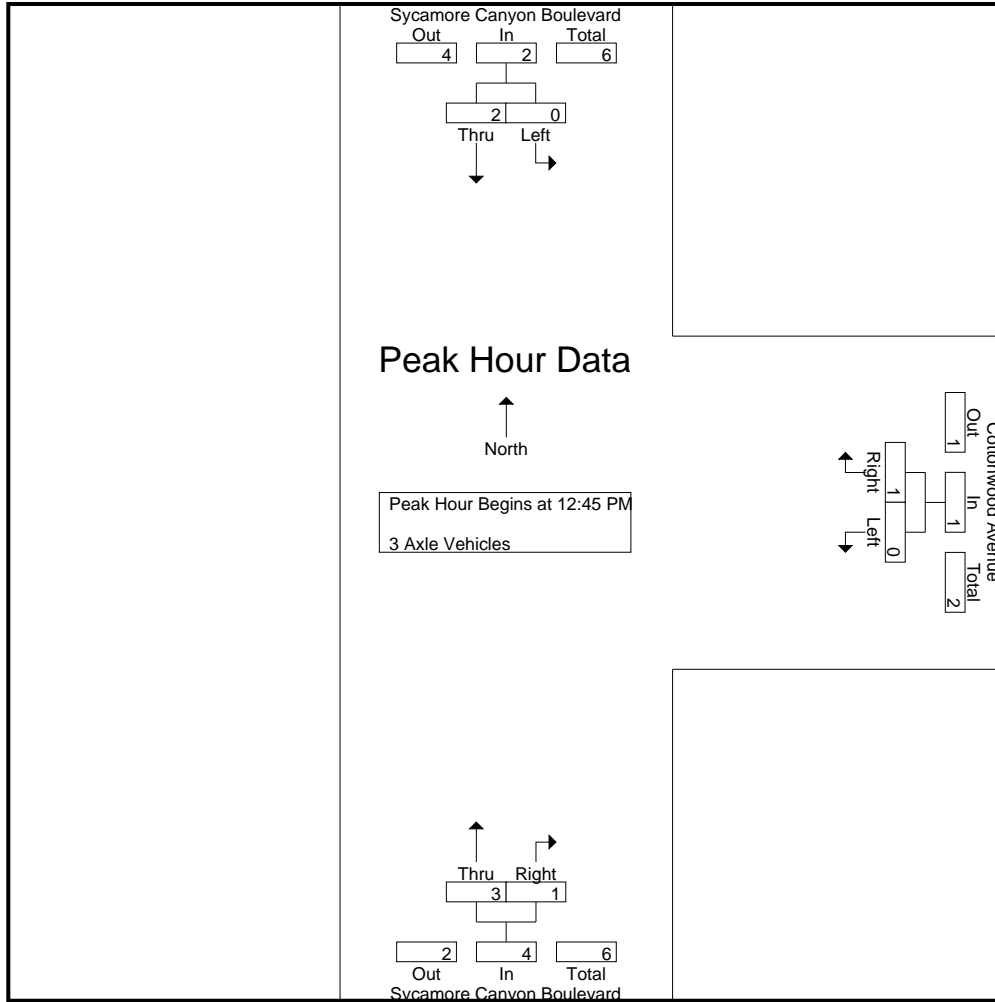 Sycamore Canyon Boulevard
Out In Total
4 2 6
2 0
Thru Left
Peak Hour Data
North
Peak Hour Begins at 12:45 PM
3 Axle Vehicles
Cottonwood Avenue
Out In Total
1 1 2
Right Left
1 0
Thru Right
3 1
2 4 6
Out In Total
Sycamore Canyon Boulevard